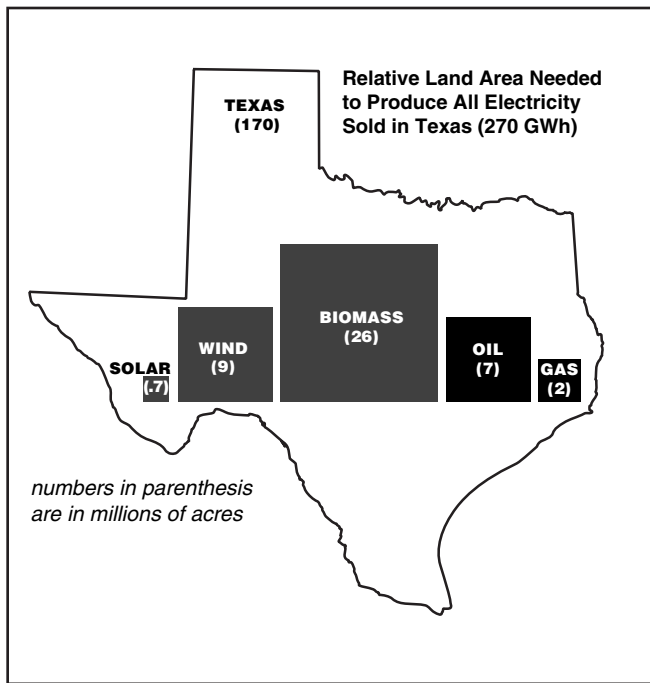 Relative Land Area Needed
to Produce All Electricity
Sold in Texas (270 GWh)
TEXAS
(170)
BIOMASS
(26)
WIND
(9)
OIL
(7)
SOLAR
(.7)
GAS
(2)
numbers in parenthesis
are in millions of acres